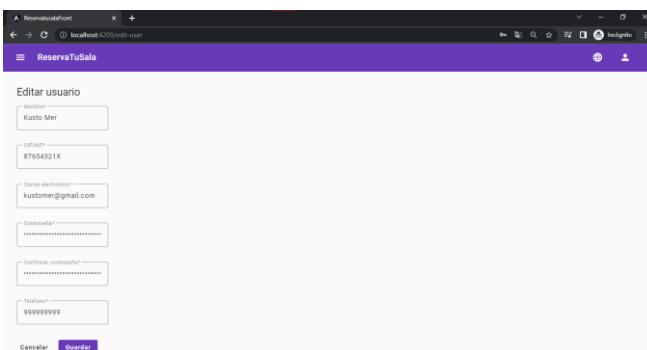 ReservatusalaFront
localhost:4200/edit-user
Incógnito
ReservaTuSala
Editar usuario
Nombre*
Kusto Mer
CIF/NIF*
87654321X
Correo electrónico*
kustomer@gmail.com
Contraseña*
Confirmar contraseña*
Teléfono*
999999999
Cancelar Guardar